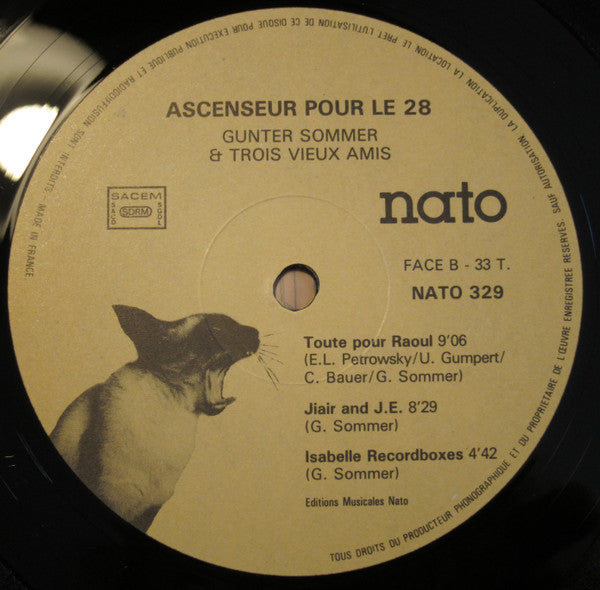 ASCENSEUR POUR LE 28
GUNTER SOMMER
& TROIS VIEUX AMIS
SACEM
SACD
SDRM
SGDL
nato
FACE B - 33 T.
NATO 329
Toute pour Raoul 9'06
(E.L. Petrowsky/U. Gumpert/
C. Bauer/G. Sommer)
Jiair and J.E. 8'29
(G. Sommer)
Isabelle Recordboxes 4'42
(G. Sommer)
Editions Musicales Nato
TOUS DROITS DU PRODUCTEUR PHONOGRAPHIQUE ET DU PROPRIETAIRE DE L'ŒUVRE ENREGISTREE RESERVES. SAUF AUTORISATION LA DUPLICATION, LA LOCATION, LE PRET L'UTILISATION DE CE DISQUE POUR EXECUTION PUBLIQUE ET RADIODIFFUSION SONT INTERDITS - MADE IN FRANCE